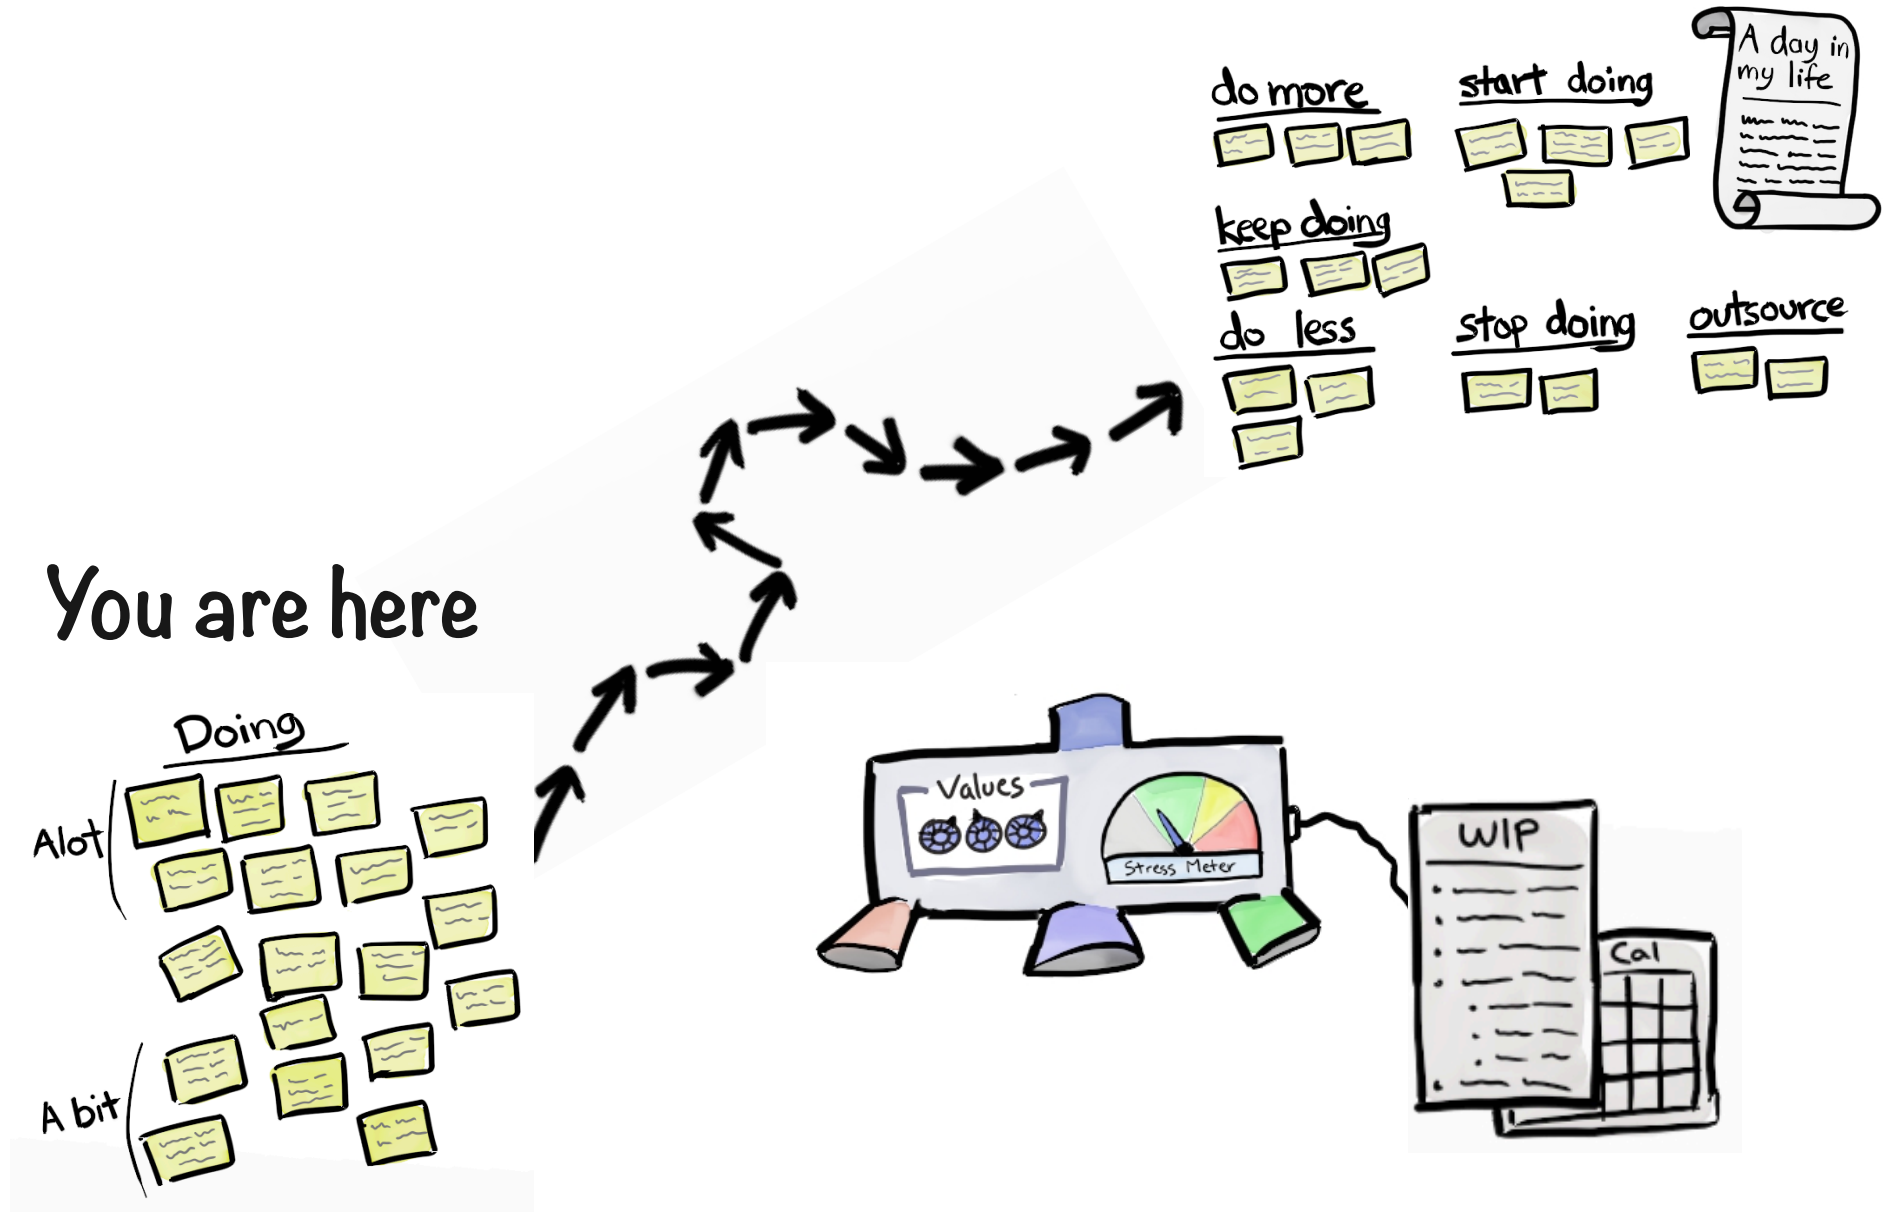 A day in
my life
do more
start doing
keep doing
do less
stop doing
outsource
You are here
Doing
Alot
A bit
Values
Stress Meter
WIP
Cal